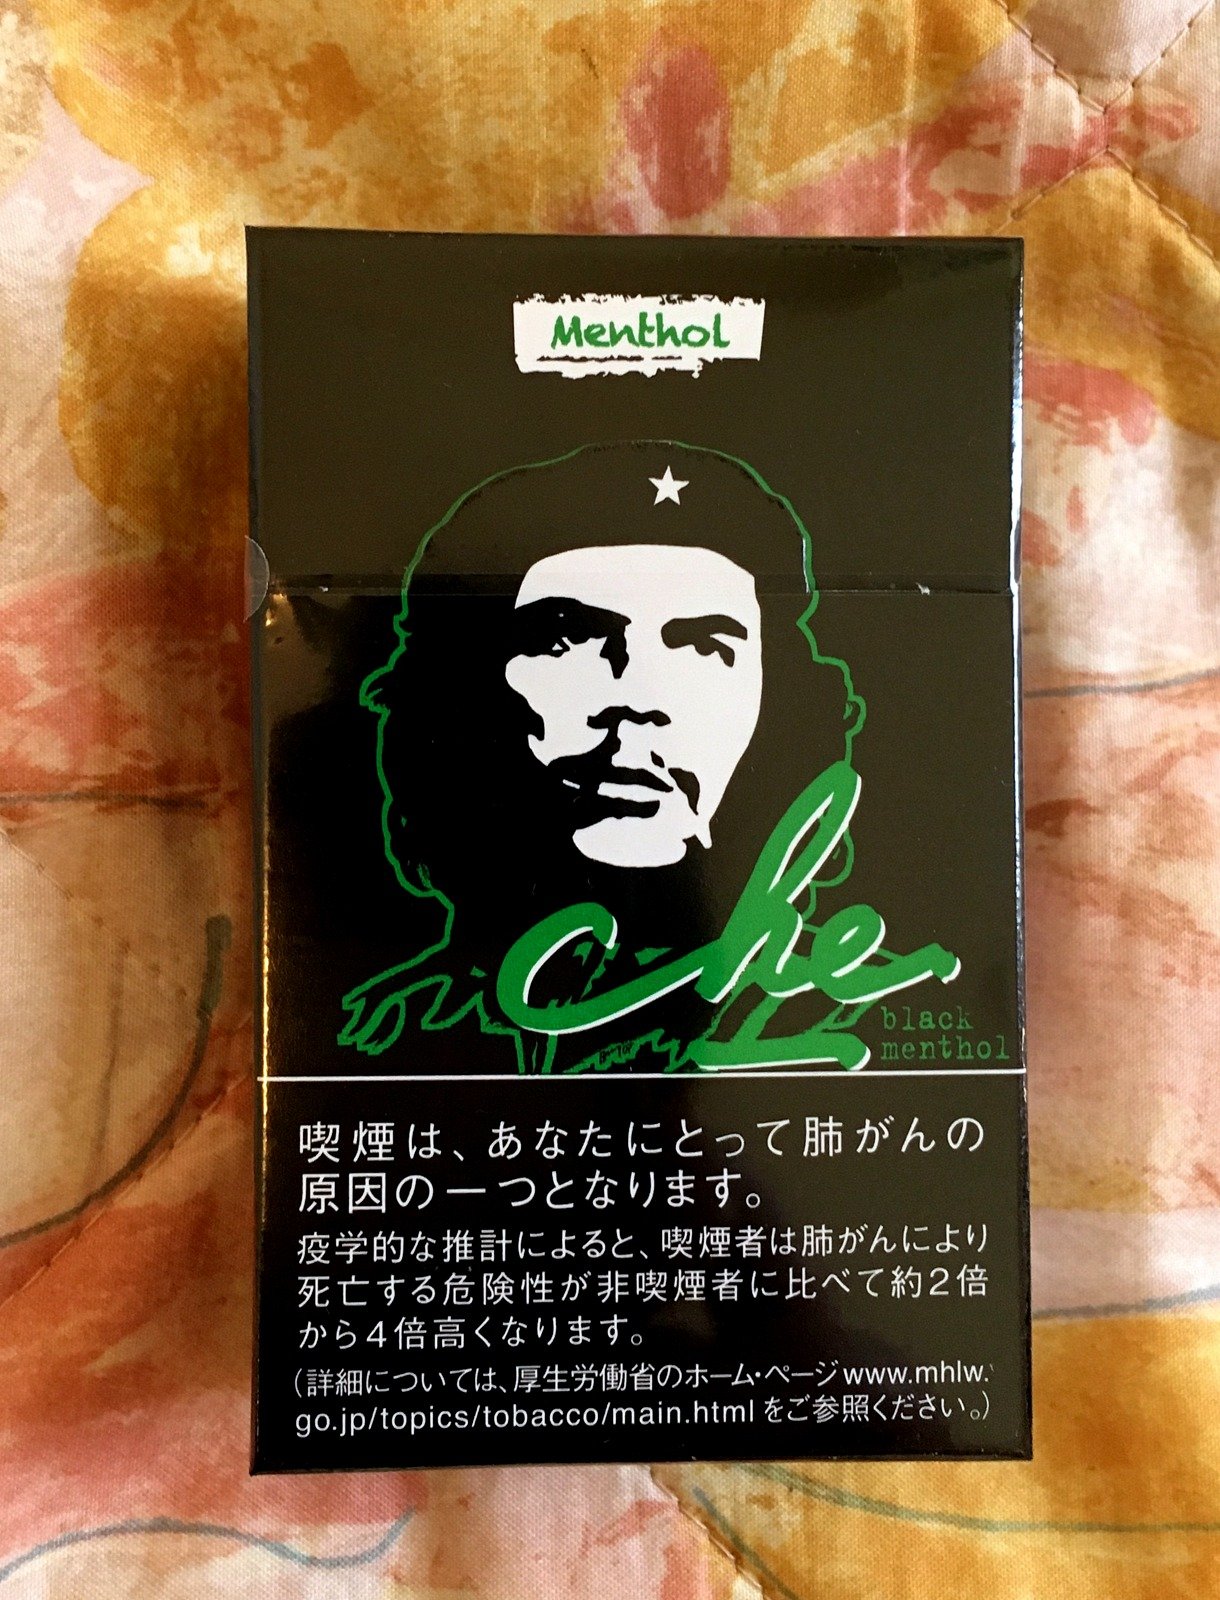 Menthol
che
black
menthol
喫煙は、あなたにとって肺がんの
原因の一つとなります。
疫学的な推計によると、喫煙者は肺がんにより
死亡する危険性が非喫煙者に比べて約2倍
から4倍高くなります。
(詳細については、厚生労働省のホーム・ページwww.mhlw.
go.jp/topics/tobacco/main.htmlをご参照ください。)